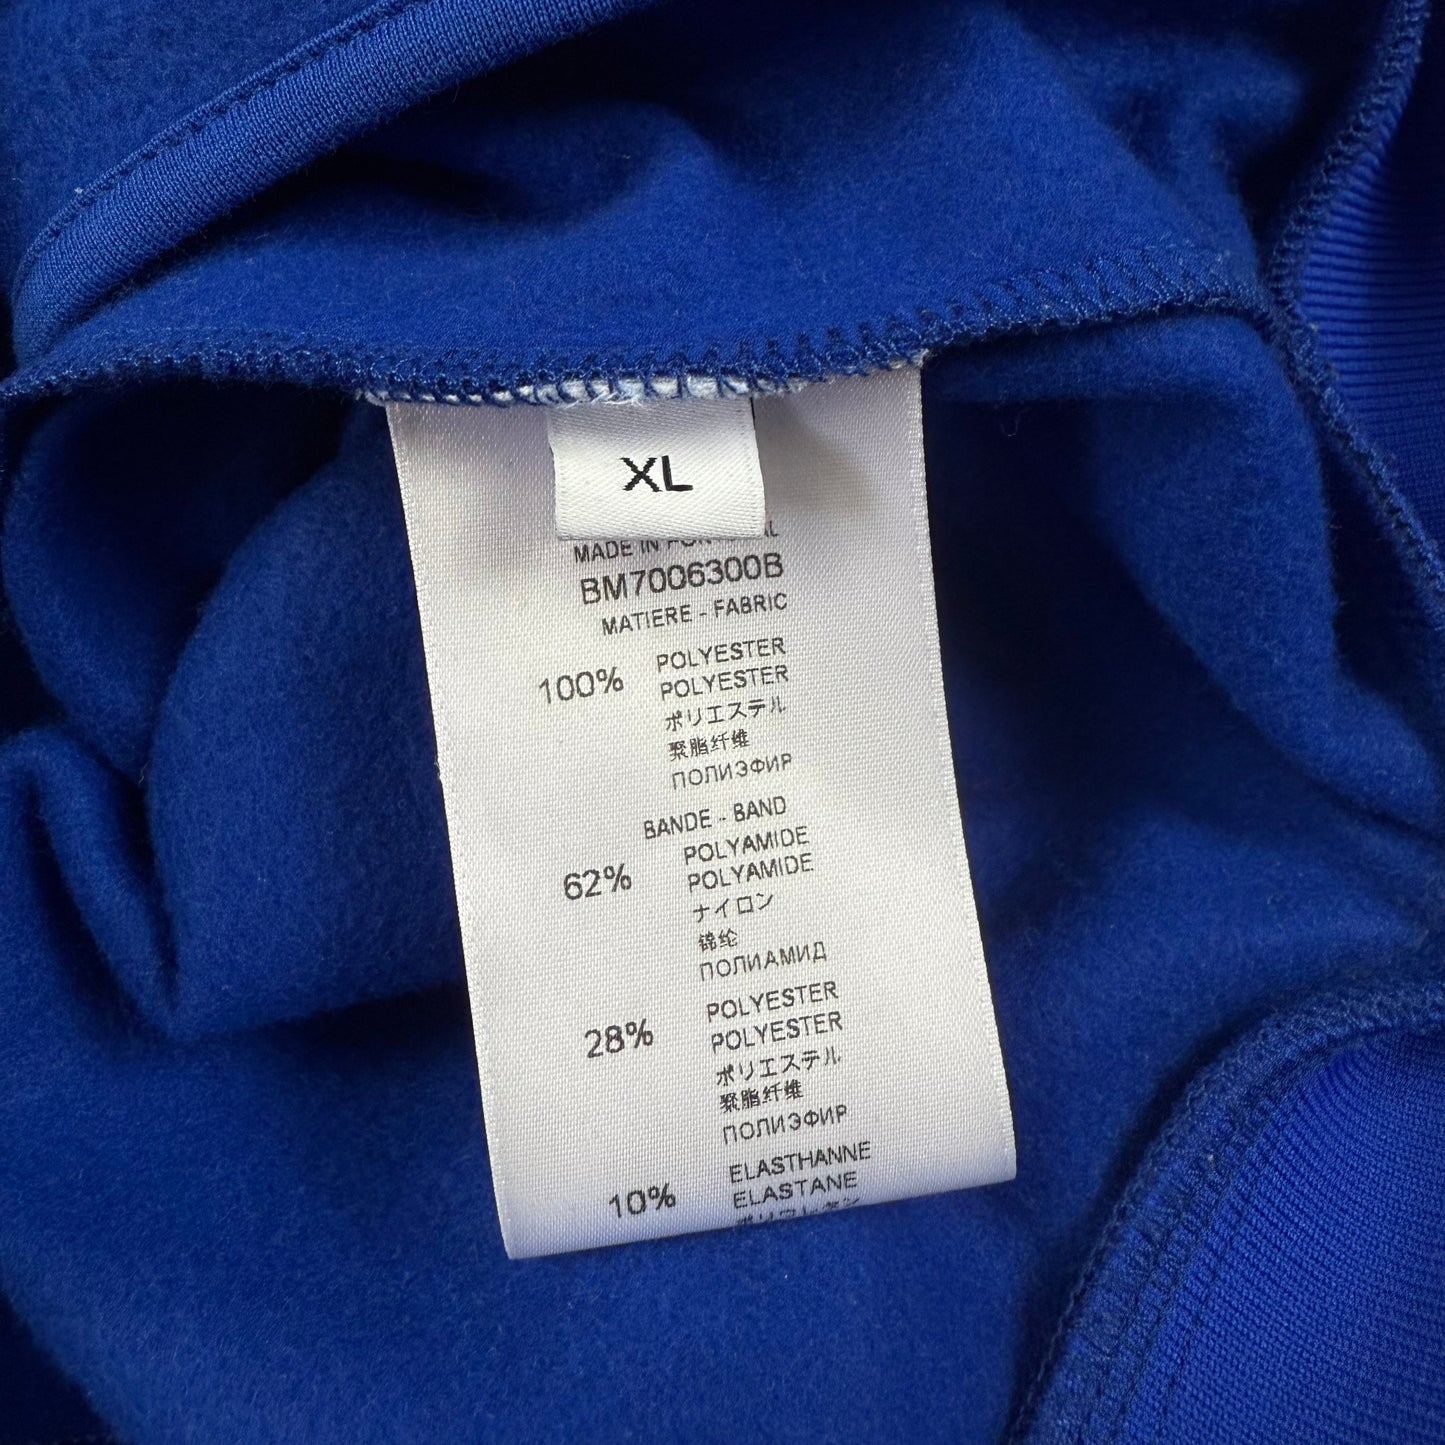 XL
MADE IN
BM7006300B
MATIERE - FABRIC
100% POLYESTER
POLYESTER
ポリエステル
聚脂纤维
ПОЛИЭФИР
BANDE - BAND
62% POLYAMIDE
POLYAMIDE
ナイロン
锦纶
ПОЛИАМИД
28% POLYESTER
POLYESTER
ポリエステル
聚脂纤维
ПОЛИЭФИР
10% ELASTHANNE
ELASTANE